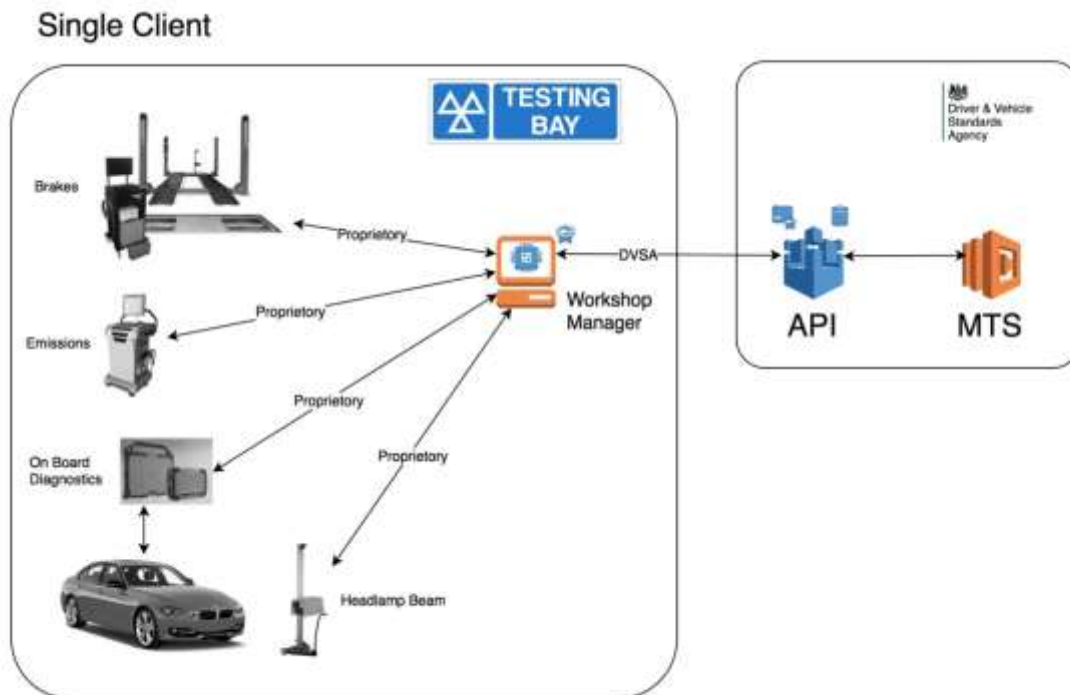 Single Client
TESTING
BAY
Driver & Vehicle
Standards
Agency
Brakes
Proprietory
DVSA
Workshop
Manager
API
MTS
Proprietory
Emissions
Proprietory
On Board
Diagnostics
Proprietory
Headlamp Beam